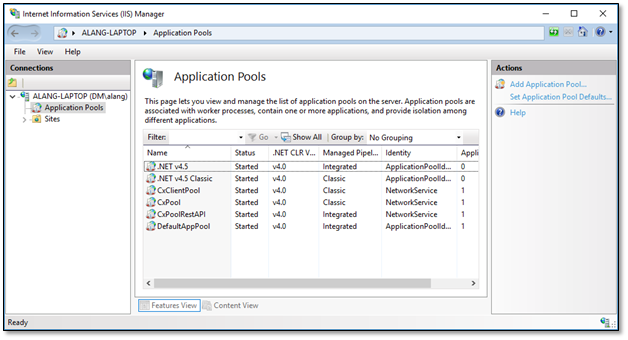 Internet Information Services (IIS) Manager
ALANG-LAPTOP Application Pools
File View Help
Connections
ALANG-LAPTOP (DM\alang)
Application Pools
Sites
Application Pools
This page lets you view and manage the list of application pools on the server. Application pools are
associated with worker processes, contain one or more applications, and provide isolation among
different applications.
Filter: Go Show All Group by: No Grouping
Name Status .NET CLR V... Managed Pipel... Identity Appli
.NET v4.5 Started v4.0 Integrated ApplicationPoolId... 0
.NET v4.5 Classic Started v4.0 Classic ApplicationPoolId... 0
CxClientPool Started v4.0 Classic NetworkService 1
CxPool Started v4.0 Classic NetworkService 1
CxPoolRestAPI Started v4.0 Integrated NetworkService 1
DefaultAppPool Started v4.0 Integrated ApplicationPoolId... 1
Features View Content View
Actions
Add Application Pool...
Set Application Pool Defaults...
Help
Ready